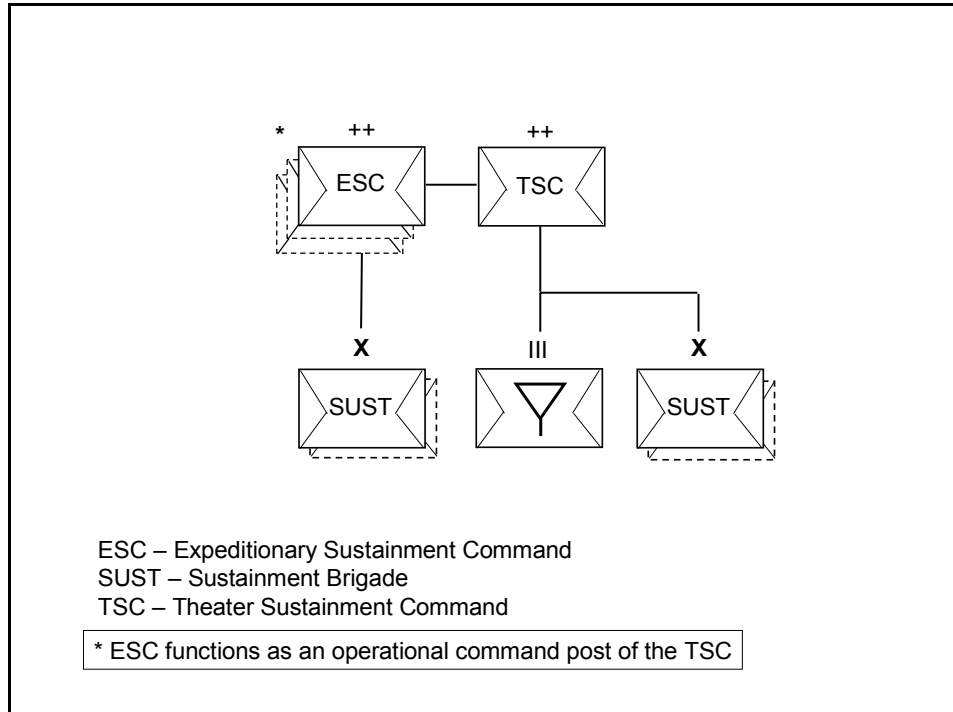 * ++ ++
ESC TSC
X III X
SUST SUST
ESC – Expeditionary Sustainment Command
SUST – Sustainment Brigade
TSC – Theater Sustainment Command
* ESC functions as an operational command post of the TSC